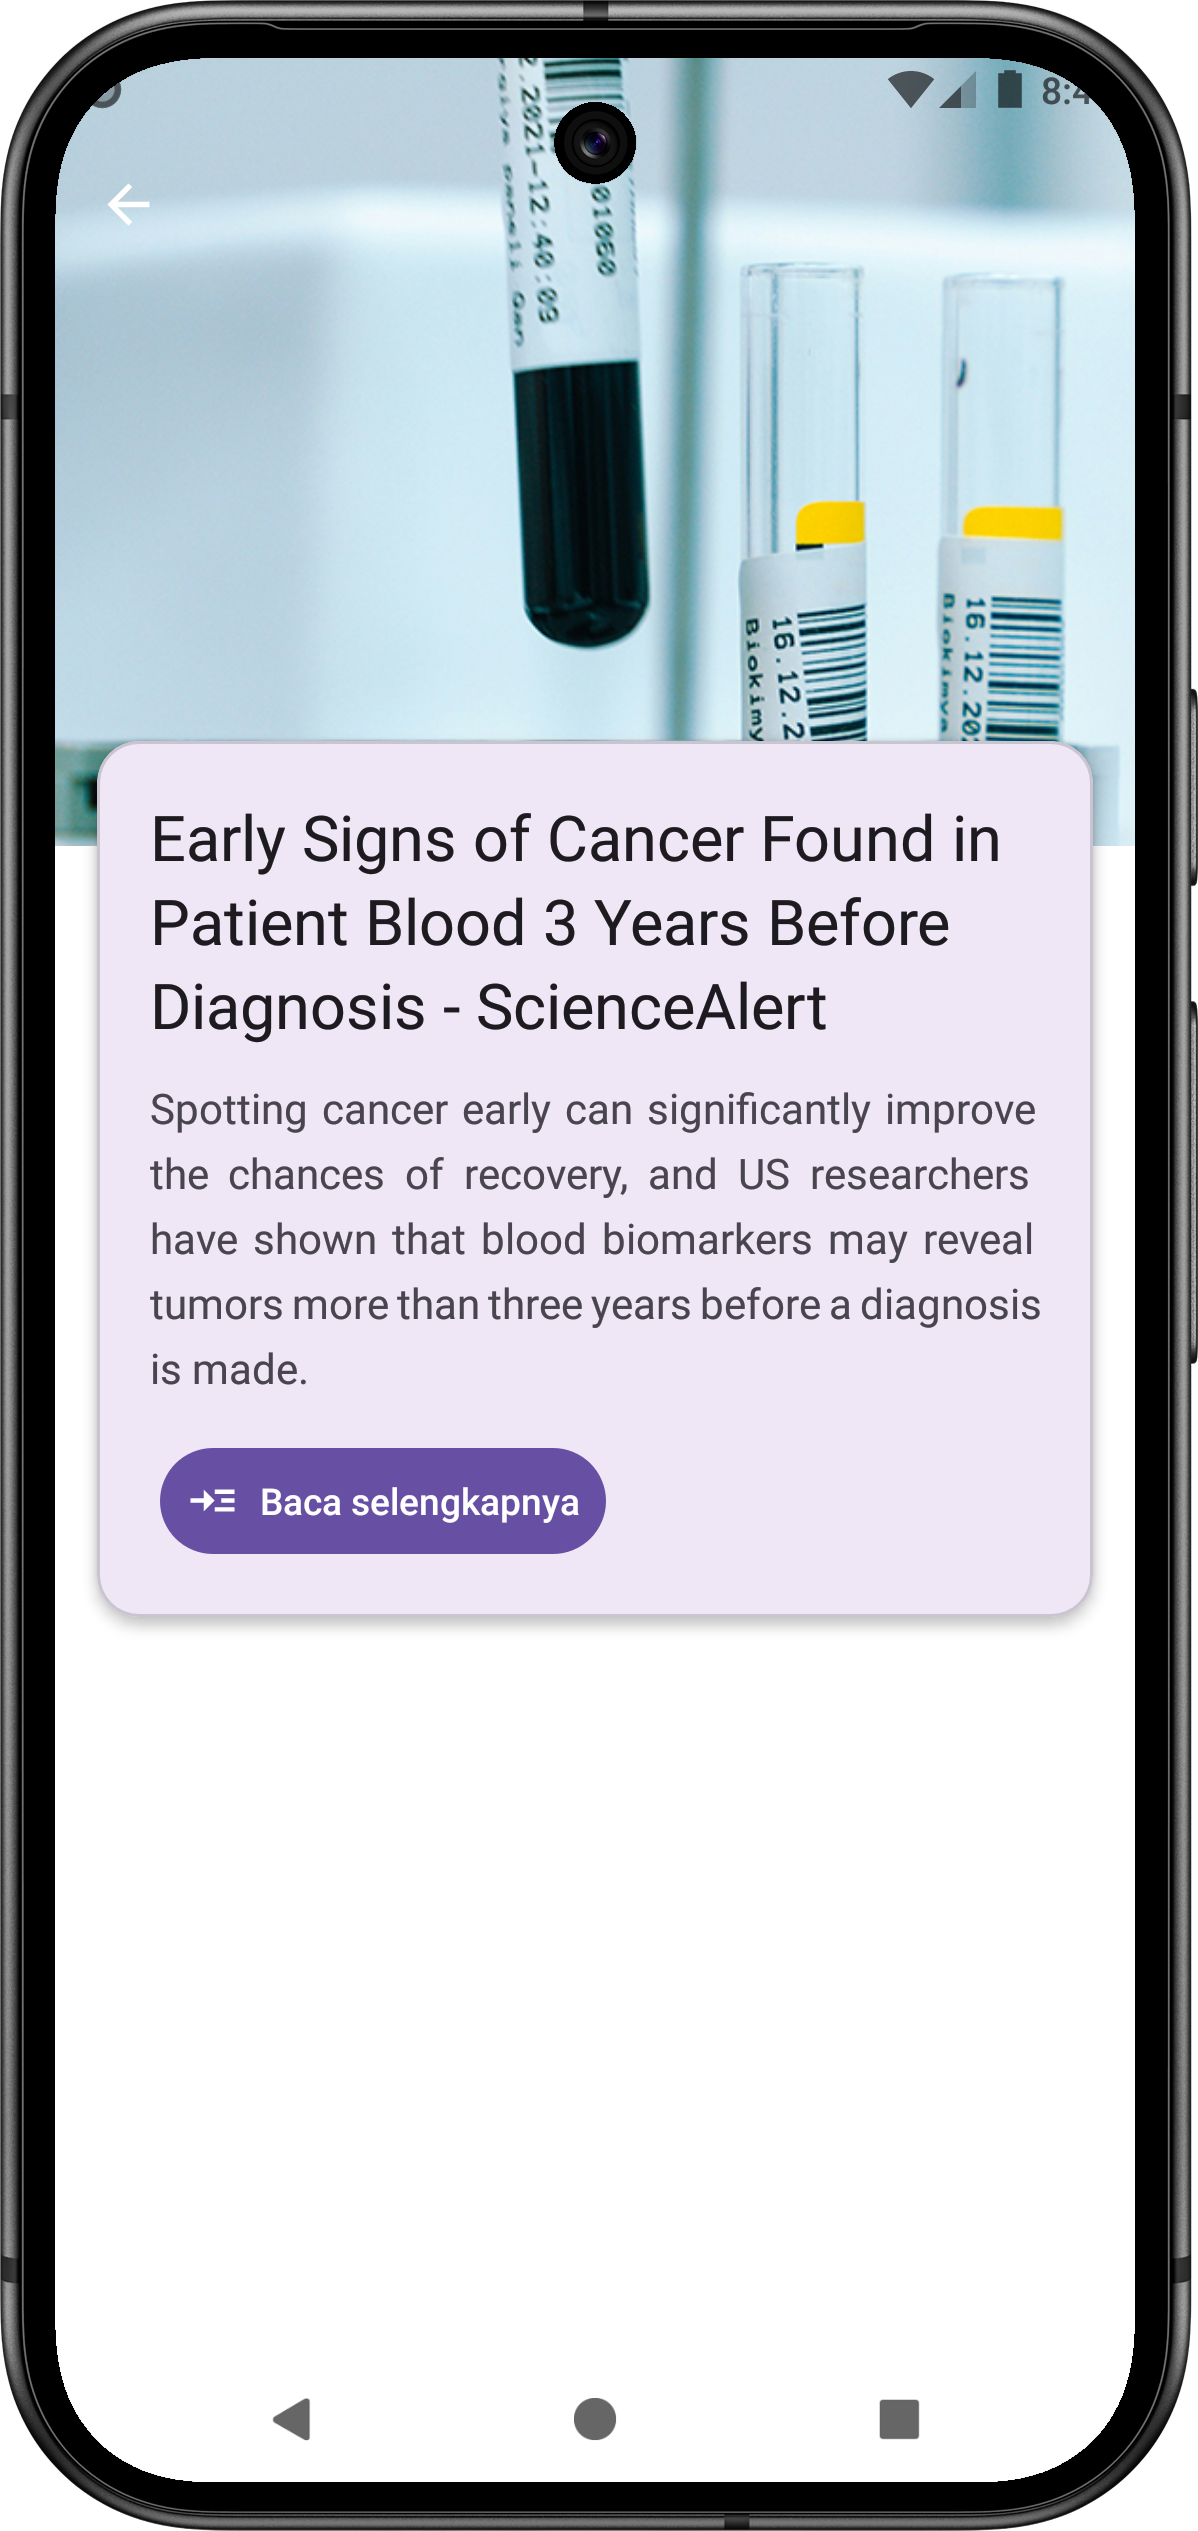 8:4
.2021-12:40:09
01060
16.12.2
Biokimy
16.12.20
Biokimya
Early Signs of Cancer Found in
Patient Blood 3 Years Before
Diagnosis - ScienceAlert
Spotting cancer early can significantly improve
the chances of recovery, and US researchers
have shown that blood biomarkers may reveal
tumors more than three years before a diagnosis
is made.
Baca selengkapnya